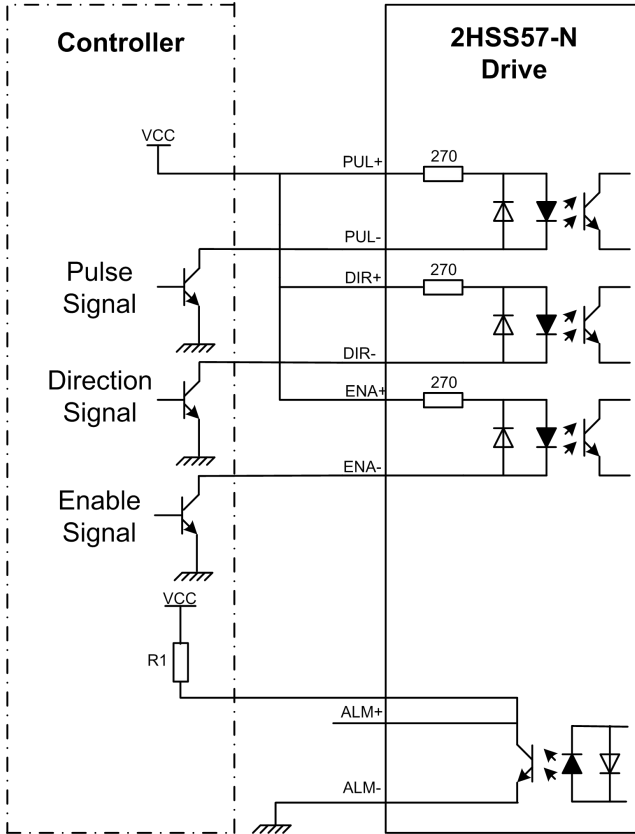 Controller
2HSS57-N
Drive
VCC
PUL+
270
PUL-
Pulse
Signal
DIR+
270
DIR-
Direction
Signal
ENA+
270
ENA-
Enable
Signal
VCC
R1
ALM+
ALM-